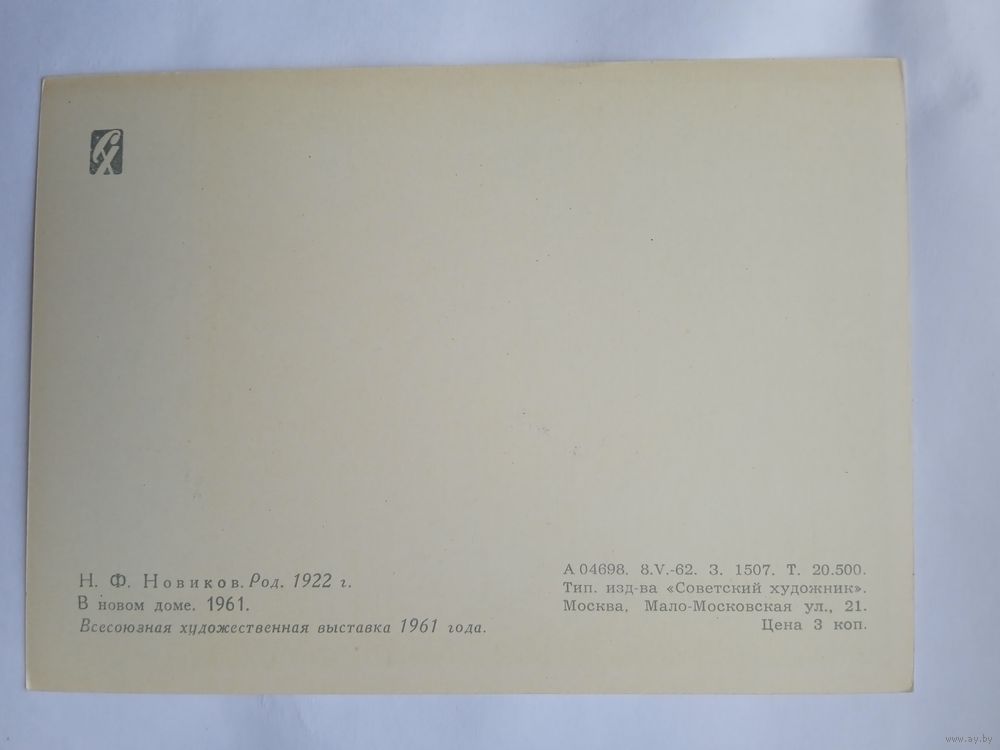 СХ
Н. Ф. Новиков. Род. 1922 г.
В новом доме. 1961.
Всесоюзная художественная выставка 1961 года.
А 04698. 8.V.-62. З. 1507. Т. 20.500.
Тип. изд-ва «Советский художник».
Москва, Мало-Московская ул., 21.
Цена 3 коп.
www.ay.by